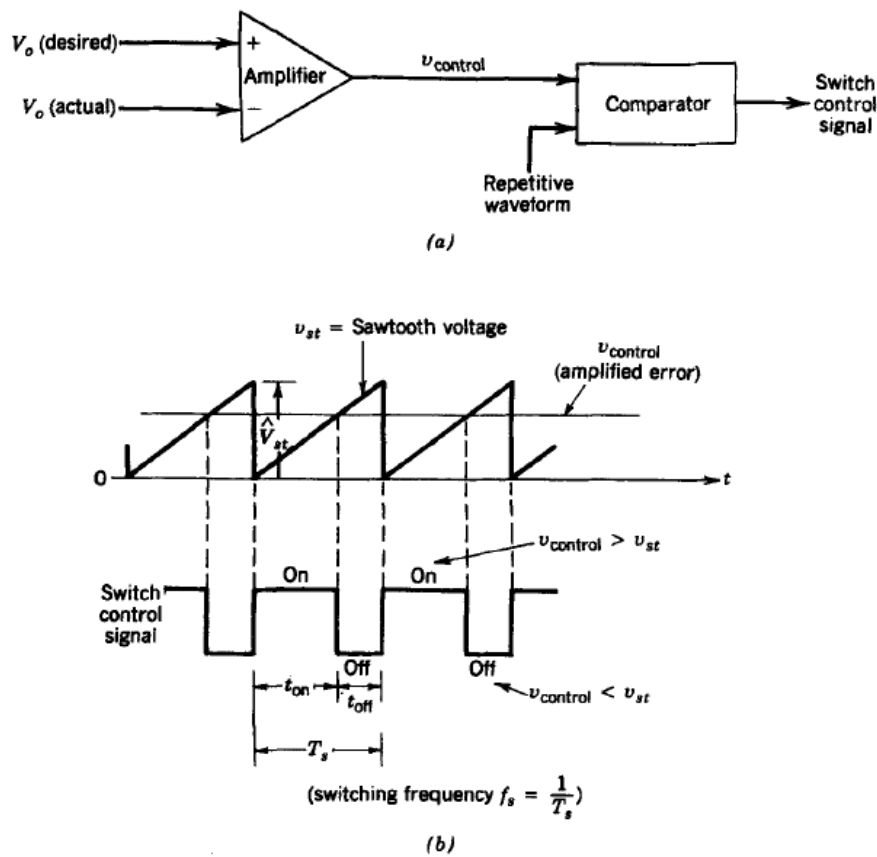 V_o (desired)
+
Amplifier
V_o (actual)
−
v_control
Comparator
Switch
control
signal
Repetitive
waveform
(a)
v_st = Sawtooth voltage
v_control
(amplified error)
V̂_st
0
t
v_control > v_st
On
On
Switch
control
signal
Off
Off
t_on
t_off
v_control < v_st
T_s
(switching frequency f_s = 1/T_s)
(b)